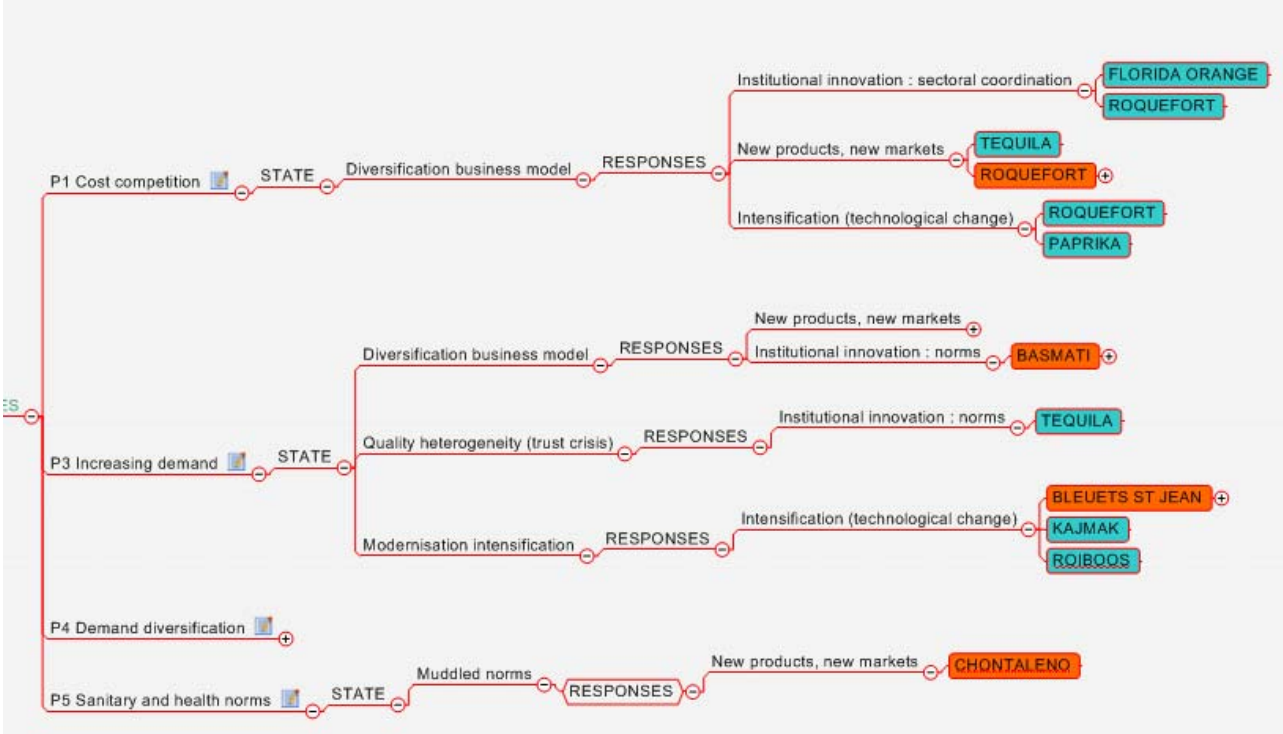 Institutional innovation : sectoral coordination
FLORIDA ORANGE
ROQUEFORT
P1 Cost competition
STATE
Diversification business model
RESPONSES
New products, new markets
TEQUILA
ROQUEFORT
Intensification (technological change)
ROQUEFORT
PAPRIKA
ES
P3 Increasing demand
STATE
Diversification business model
RESPONSES
New products, new markets
Institutional innovation : norms
BASMATI
Quality heterogeneity (trust crisis)
RESPONSES
Institutional innovation : norms
TEQUILA
Modernisation intensification
RESPONSES
Intensification (technological change)
BLEUETS ST JEAN
KAJMAK
ROIBOOS
P4 Demand diversification
P5 Sanitary and health norms
STATE
Muddled norms
RESPONSES
New products, new markets
CHONTALENO